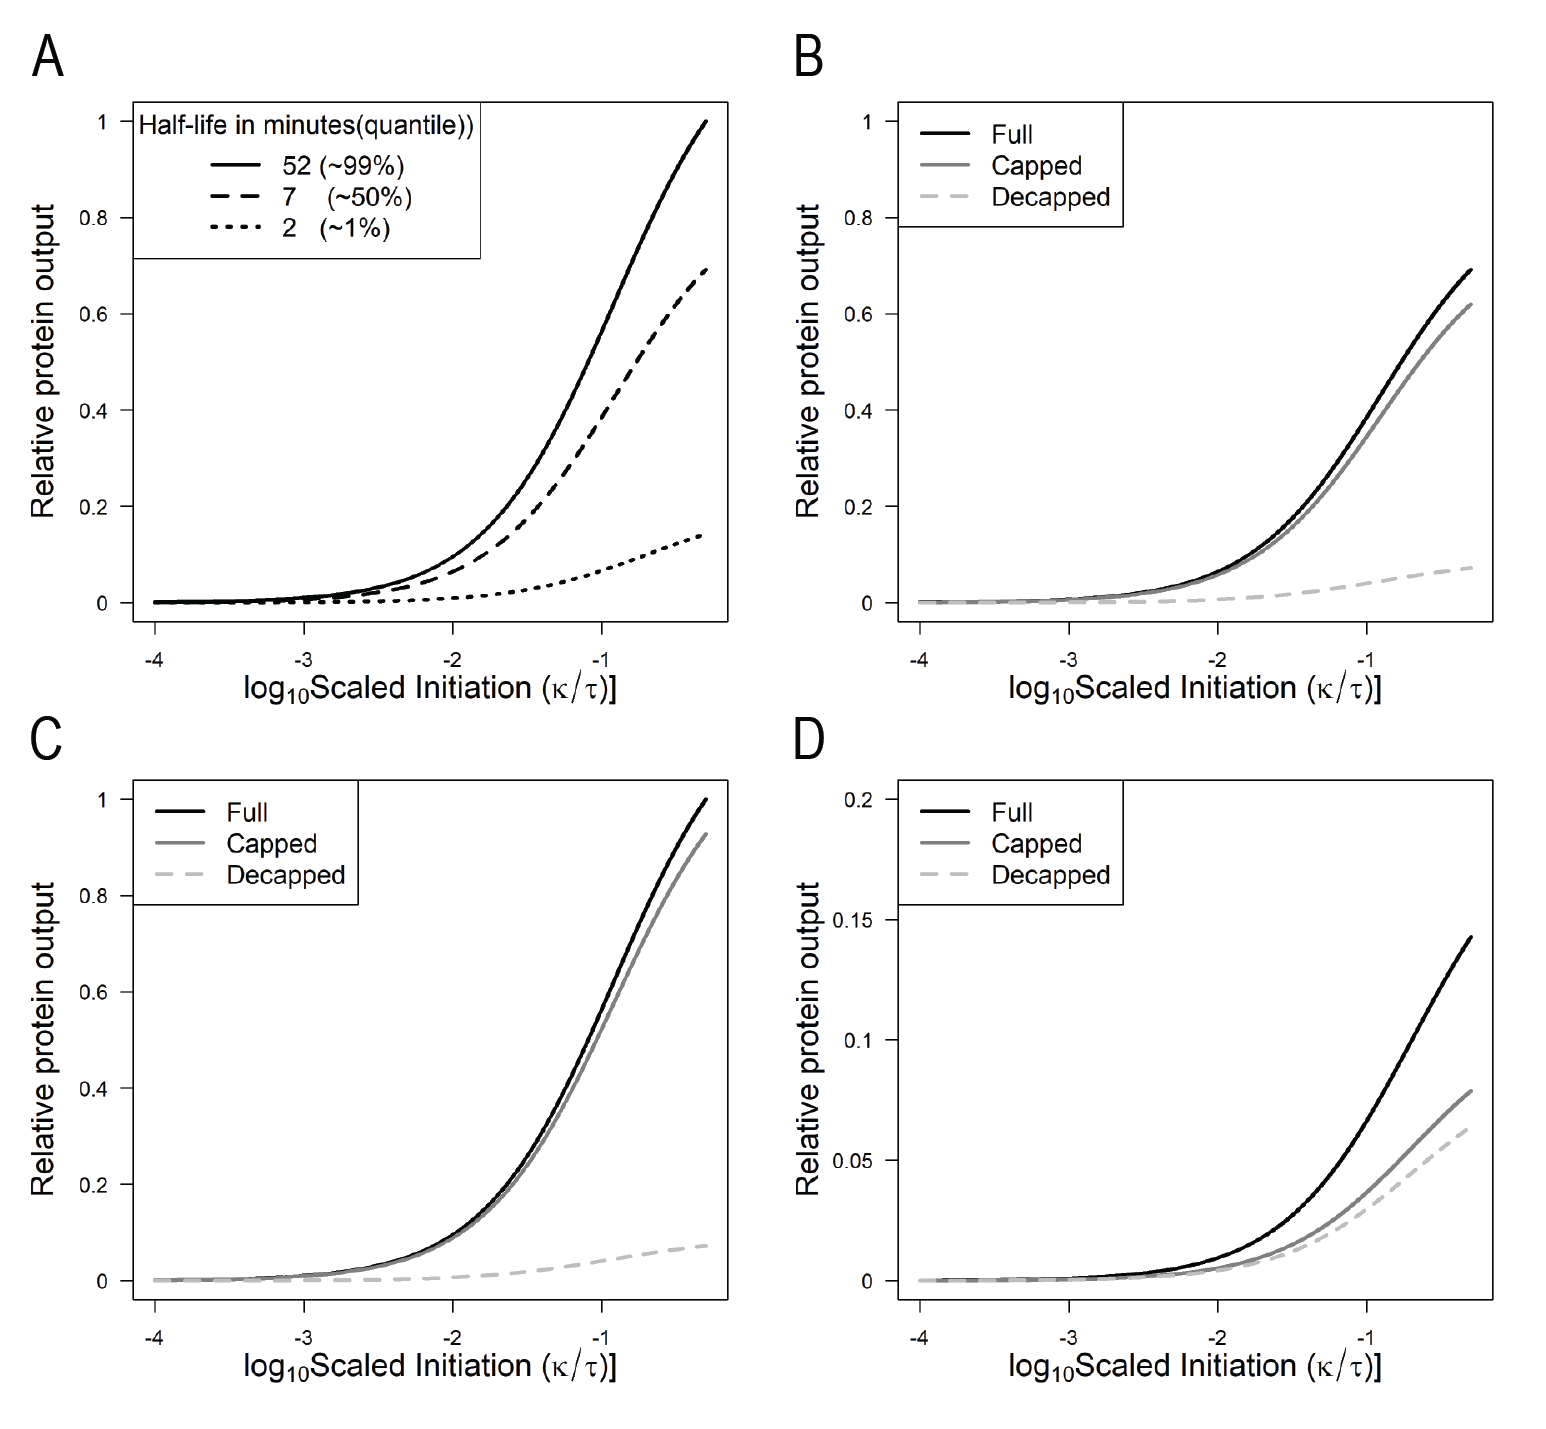 A
Half-life in minutes(quantile))
52 (~99%)
7 (~50%)
2 (~1%)
Relative protein output
1
0.8
0.6
0.4
0.2
0
-4 -3 -2 -1
log10Scaled Initiation (κ/τ)]
B
Full
Capped
Decapped
Relative protein output
1
0.8
0.6
0.4
0.2
0
-4 -3 -2 -1
log10Scaled Initiation (κ/τ)]
C
Full
Capped
Decapped
Relative protein output
1
0.8
0.6
0.4
0.2
0
-4 -3 -2 -1
log10Scaled Initiation (κ/τ)]
D
Full
Capped
Decapped
Relative protein output
0.2
0.15
0.1
0.05
0
-4 -3 -2 -1
log10Scaled Initiation (κ/τ)]